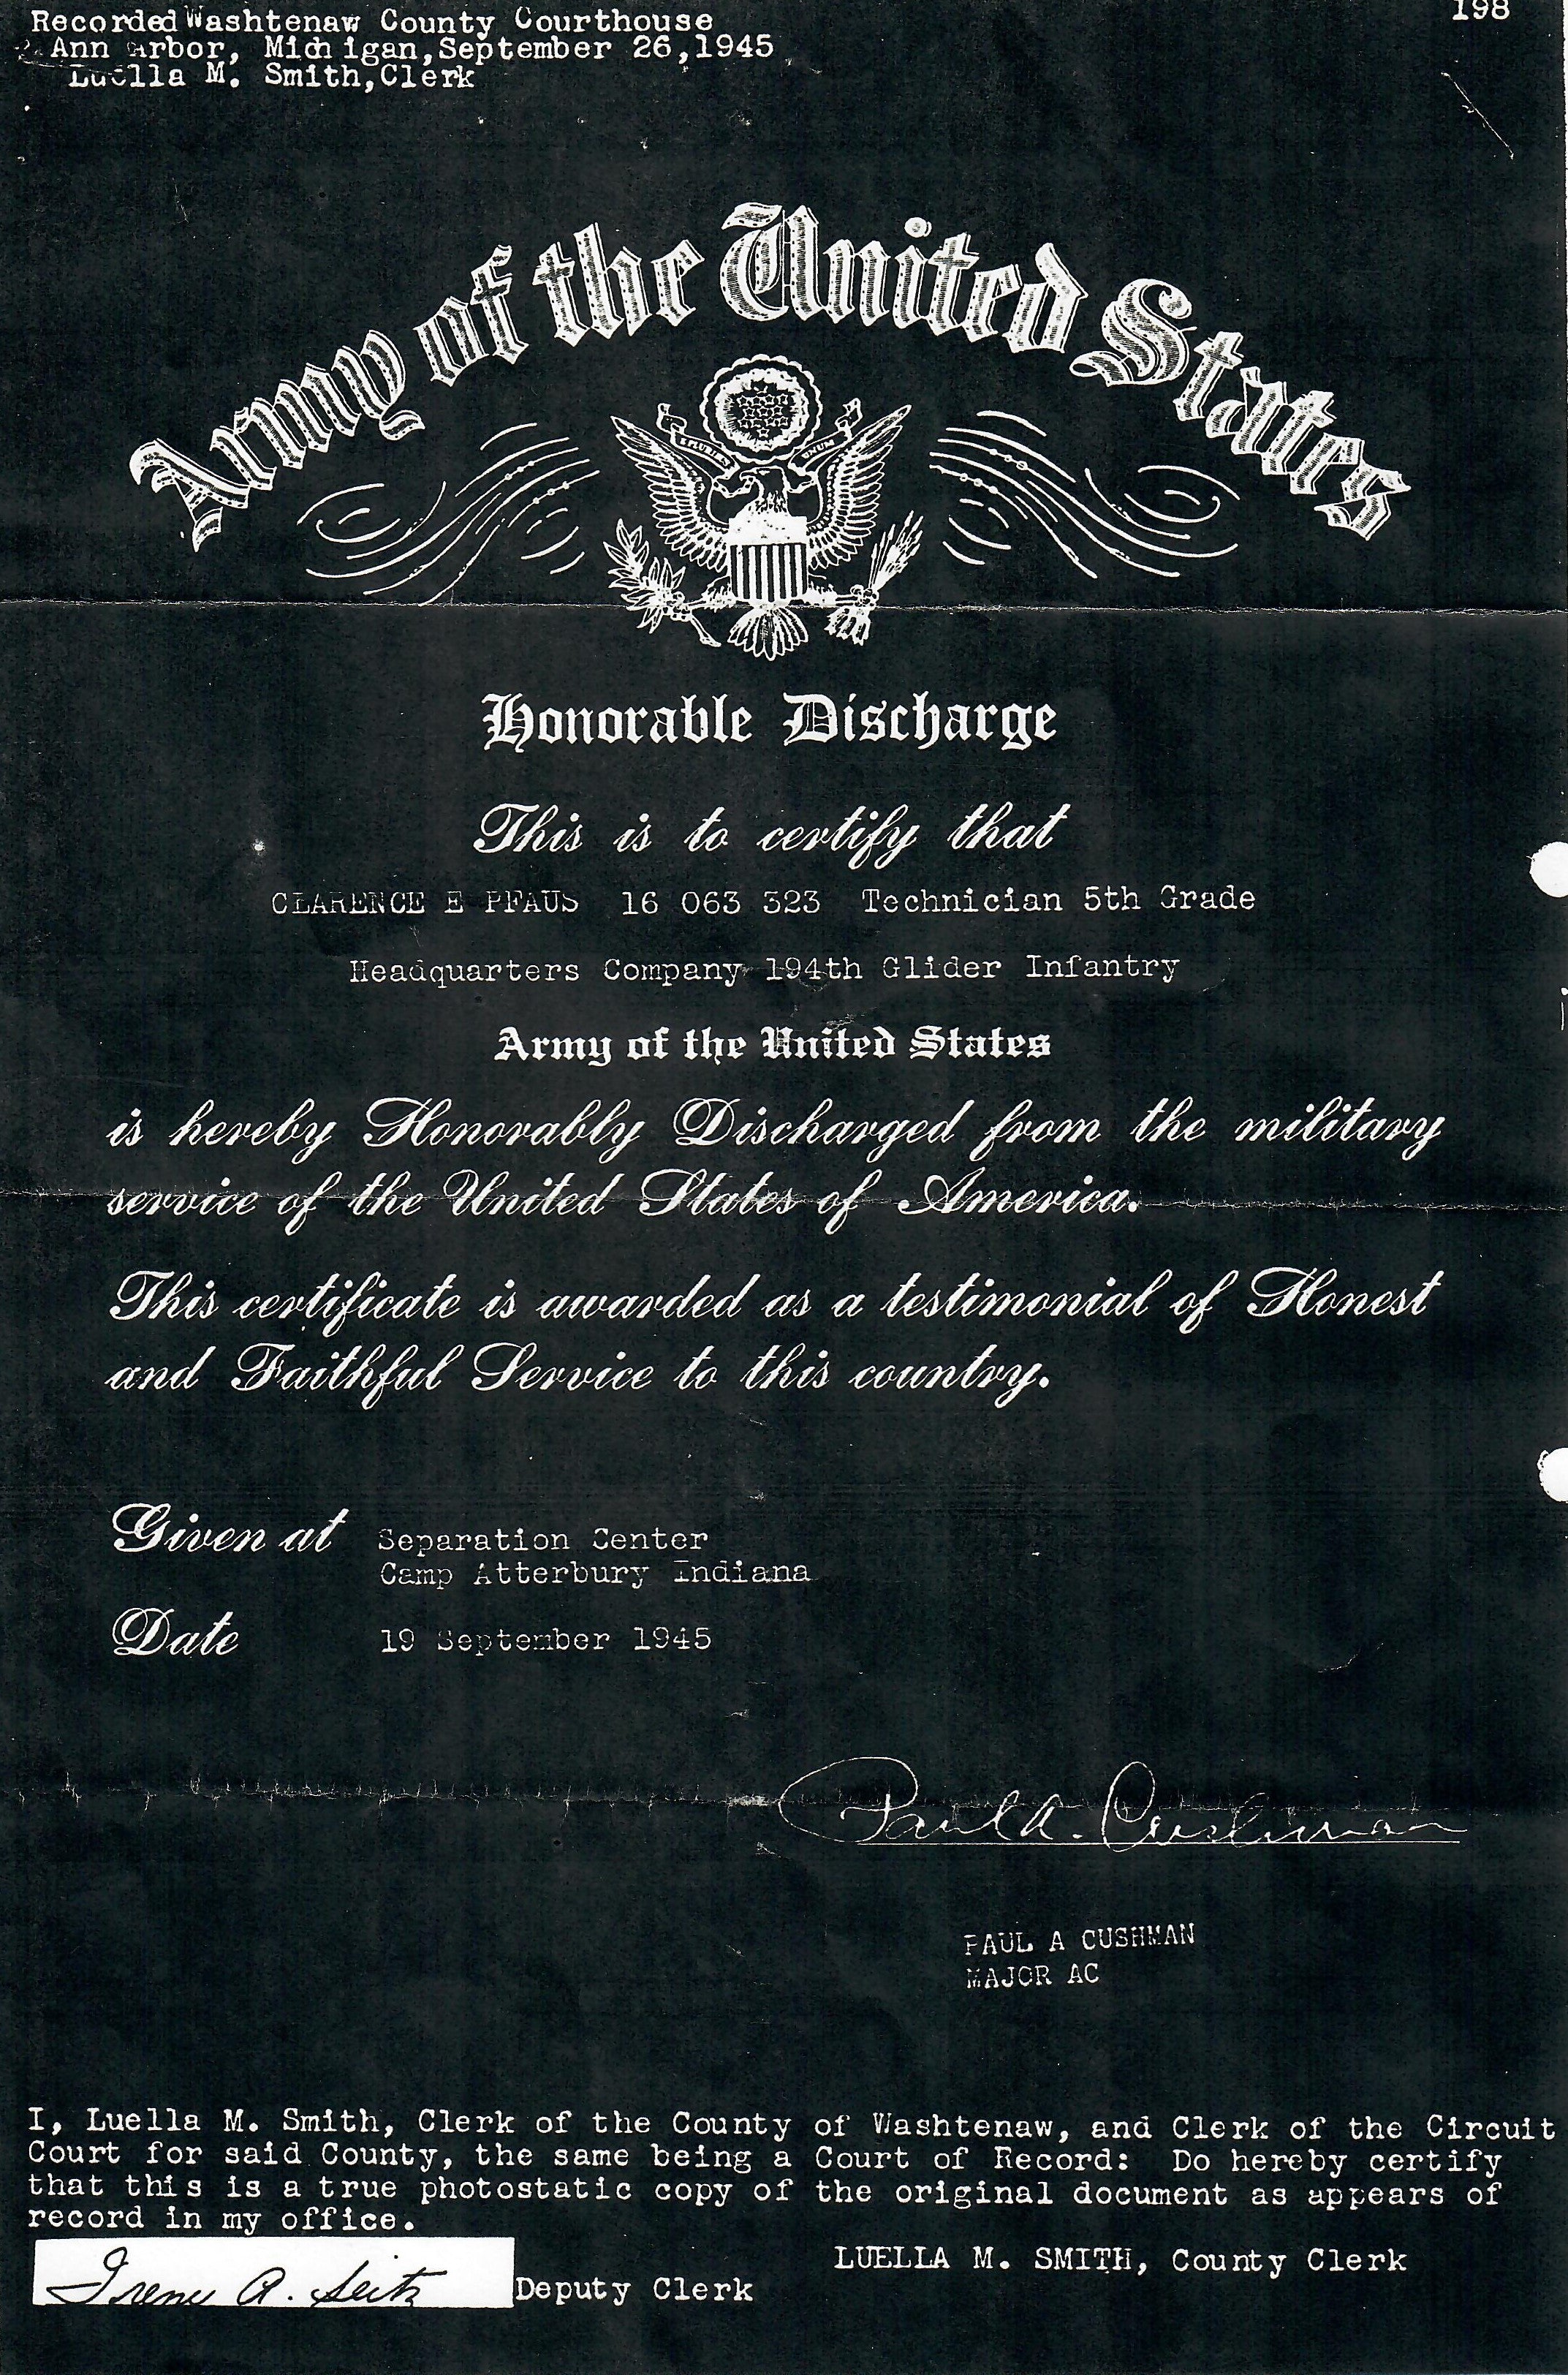 198
Recorded Washtenaw County Courthouse
Ann Arbor, Mich igan, September 26, 1945
Luella M. Smith, Clerk
Army of the United States
E PLURIBUS UNUM
Honorable Discharge
This is to certify that
CLARENCE E PFAUS 16 063 323 Technician 5th Grade
Headquarters Company 194th Glider Infantry
Army of the United States
is hereby Honorably Discharged from the military
service of the United States of America.
This certificate is awarded as a testimonial of Honest
and Faithful Service to this country.
Given at Separation Center
Camp Atterbury Indiana
Date 19 September 1945
Paul A. Cushman
PAUL A CUSHMAN
MAJOR AC
I, Luella M. Smith, Clerk of the County of Washtenaw, and Clerk of the Circuit
Court for said County, the same being a Court of Record: Do hereby certify
that this is a true photostatic copy of the original document as appears of
record in my office.
LUELLA M. SMITH, County Clerk
Irene A. Seitz Deputy Clerk